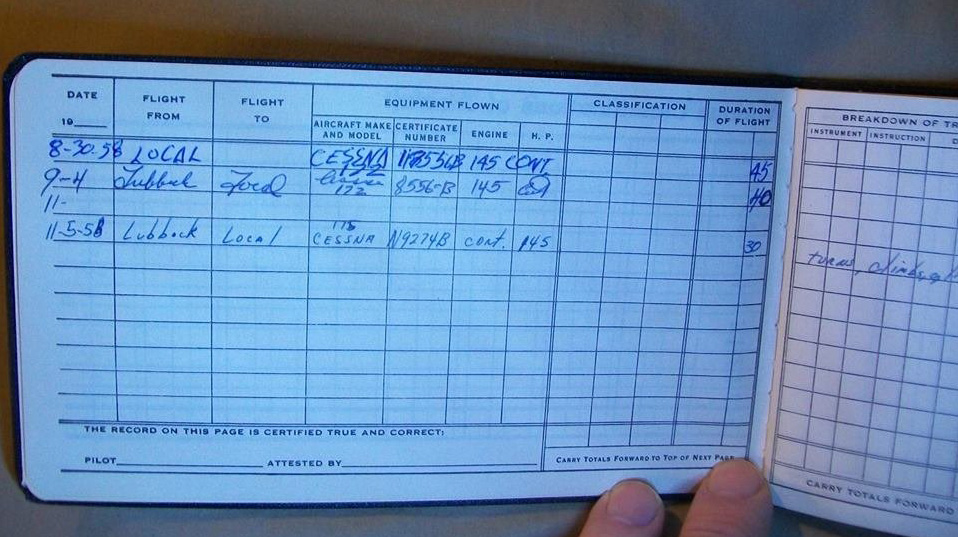 DATE FLIGHT FROM FLIGHT TO EQUIPMENT FLOWN CLASSIFICATION DURATION OF FLIGHT
19 AIRCRAFT MAKE AND MODEL CERTIFICATE NUMBER ENGINE H. P.
8-30-58 LOCAL CESSNA 145 CONT 45
9-4 Lubbock Local 172 8556-B 145 40
11-
175
11-5-58 Lubbock Local CESSNA N9274B cont. 145 30
THE RECORD ON THIS PAGE IS CERTIFIED TRUE AND CORRECT:
PILOT ATTESTED BY CARRY TOTALS FORWARD TO TOP OF NEXT PAGE
BREAKDOWN OF TR
INSTRUMENT INSTRUCTION
turns, climbs,
CARRY TOTALS FORWARD